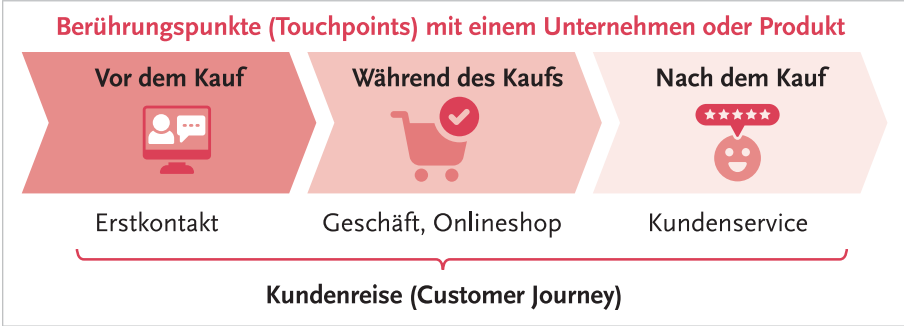 Berührungspunkte (Touchpoints) mit einem Unternehmen oder Produkt
Vor dem Kauf
Während des Kaufs
Nach dem Kauf
Erstkontakt
Geschäft, Onlineshop
Kundenservice
Kundenreise (Customer Journey)